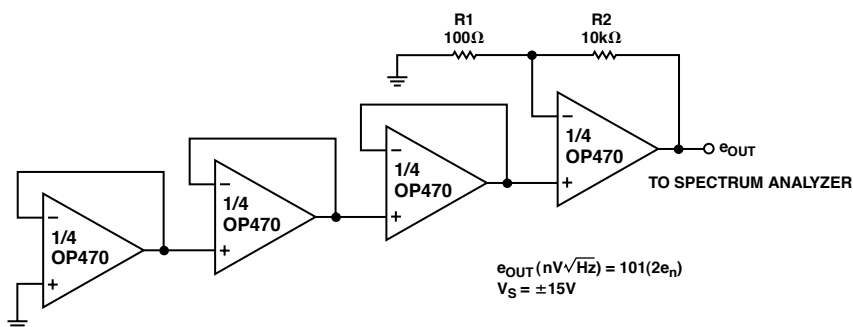 R1
100Ω
R2
10kΩ
−
1/4
OP470
+
−
1/4
OP470
+
−
1/4
OP470
+
−
1/4
OP470
+
eOUT
TO SPECTRUM ANALYZER
eOUT (nV√Hz) = 101(2en)
VS = ±15V